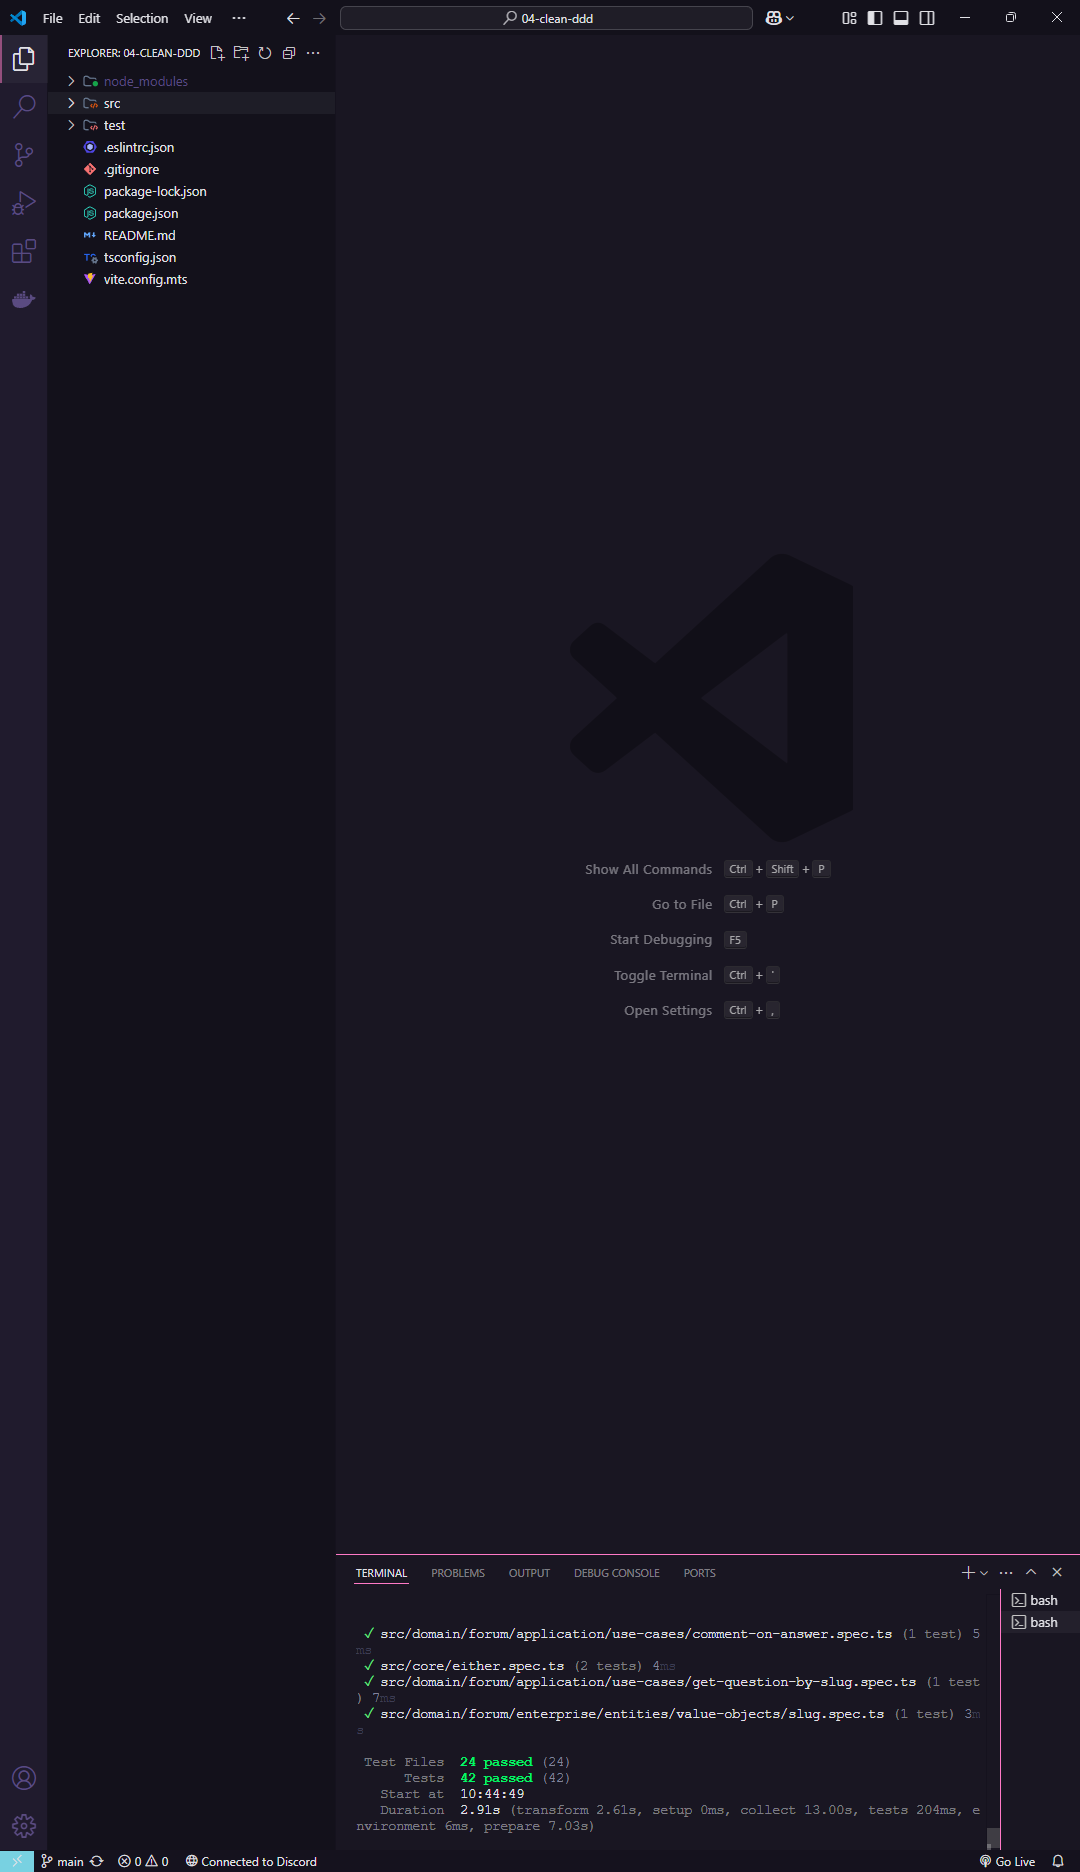 File Edit Selection View ··· 04-clean-ddd
EXPLORER: 04-CLEAN-DDD
node_modules
src
test
.eslintrc.json
.gitignore
package-lock.json
package.json
README.md
tsconfig.json
vite.config.mts
Show All Commands Ctrl + Shift + P
Go to File Ctrl + P
Start Debugging F5
Toggle Terminal Ctrl + '
Open Settings Ctrl + ,
TERMINAL PROBLEMS OUTPUT DEBUG CONSOLE PORTS
bash
bash
✓ src/domain/forum/application/use-cases/comment-on-answer.spec.ts (1 test) 5
ms
✓ src/core/either.spec.ts (2 tests) 4ms
✓ src/domain/forum/application/use-cases/get-question-by-slug.spec.ts (1 test
) 7ms
✓ src/domain/forum/enterprise/entities/value-objects/slug.spec.ts (1 test) 3m
s
Test Files 24 passed (24)
Tests 42 passed (42)
Start at 10:44:49
Duration 2.91s (transform 2.61s, setup 0ms, collect 13.00s, tests 204ms, e
nvironment 6ms, prepare 7.03s)
main 0 0 Connected to Discord Go Live